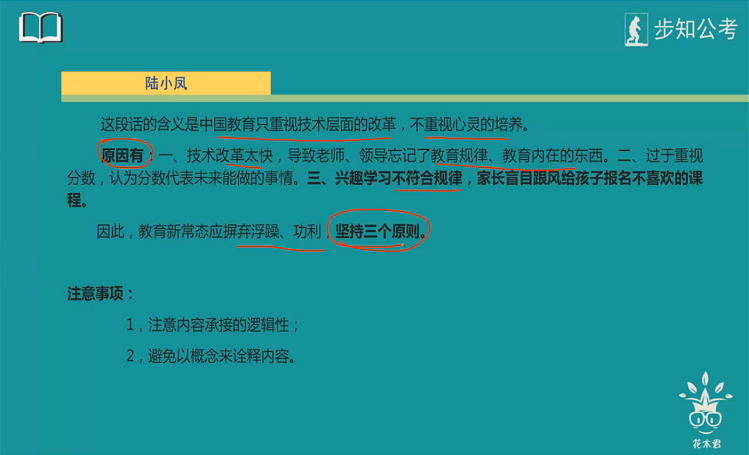 步知公考
陆小凤
这段话的含义是中国教育只重视技术层面的改革，不重视心灵的培养。
原因有：一、技术改革太快，导致老师、领导忘记了教育规律、教育内在的东西。二、过于重视
分数，认为分数代表未来能做的事情。三、兴趣学习不符合规律，家长盲目跟风给孩子报名不喜欢的课
程。
因此，教育新常态应摒弃浮躁、功利，坚持三个原则。
注意事项：
1，注意内容承接的逻辑性；
2，避免以概念来诠释内容。
花木君